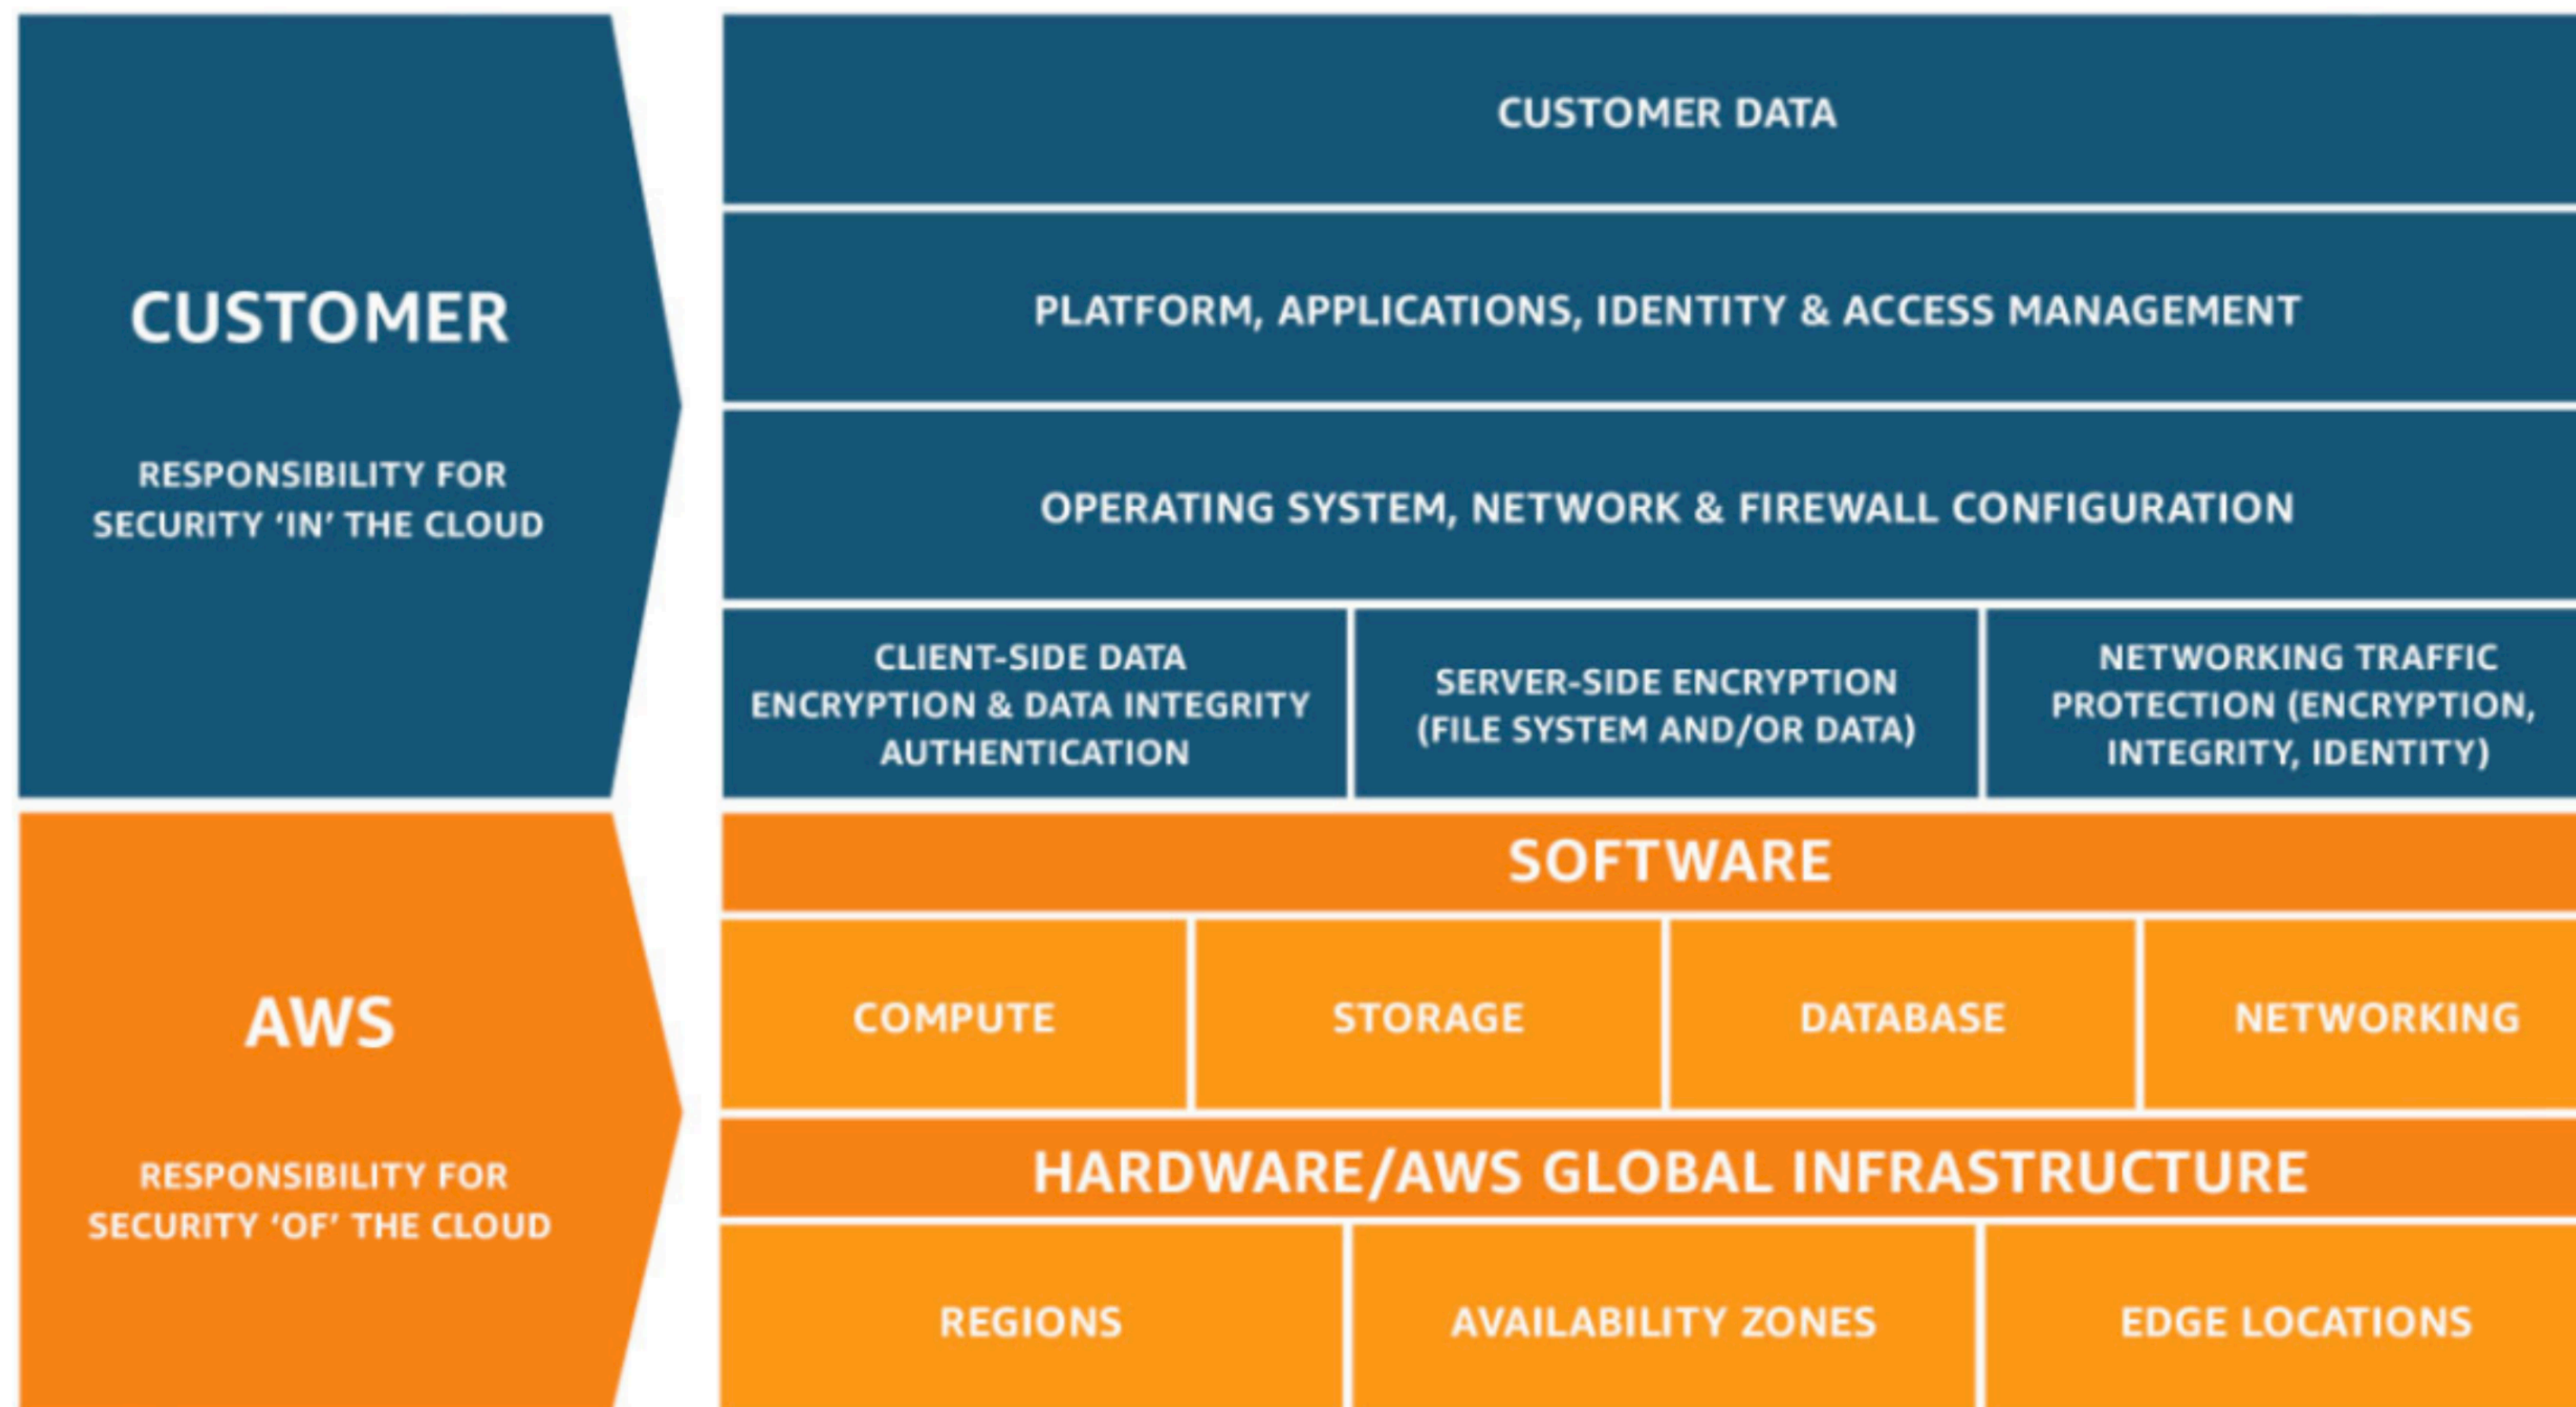 CUSTOMER
RESPONSIBILITY FOR
SECURITY ‘IN’ THE CLOUD
CUSTOMER DATA
PLATFORM, APPLICATIONS, IDENTITY & ACCESS MANAGEMENT
OPERATING SYSTEM, NETWORK & FIREWALL CONFIGURATION
CLIENT-SIDE DATA
ENCRYPTION & DATA INTEGRITY
AUTHENTICATION
SERVER-SIDE ENCRYPTION
(FILE SYSTEM AND/OR DATA)
NETWORKING TRAFFIC
PROTECTION (ENCRYPTION,
INTEGRITY, IDENTITY)
AWS
RESPONSIBILITY FOR
SECURITY ‘OF’ THE CLOUD
SOFTWARE
COMPUTE
STORAGE
DATABASE
NETWORKING
HARDWARE/AWS GLOBAL INFRASTRUCTURE
REGIONS
AVAILABILITY ZONES
EDGE LOCATIONS